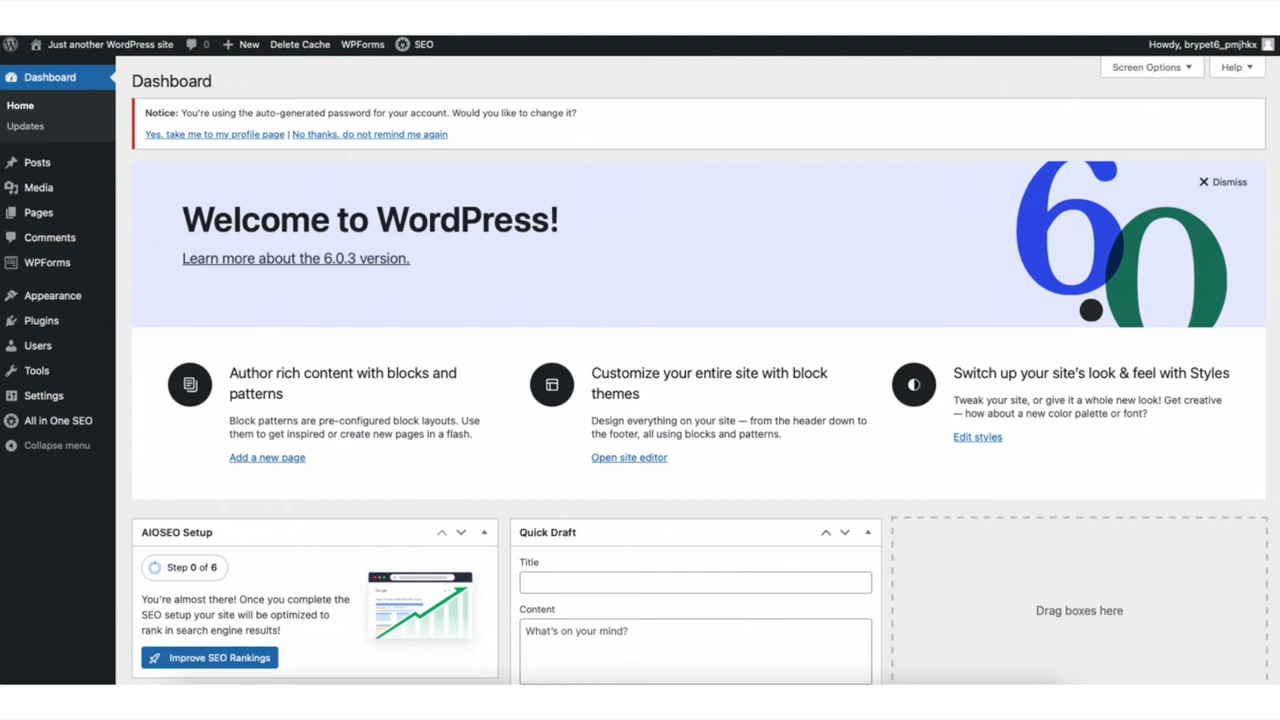 Just another WordPress site 0 New Delete Cache WPForms SEO Howdy, brypet6_pmjhkx
Screen Options Help
Dashboard
Home
Updates
Posts
Media
Pages
Comments
WPForms
Appearance
Plugins
Users
Tools
Settings
All in One SEO
Collapse menu
Dashboard
Notice: You're using the auto-generated password for your account. Would you like to change it?
Yes, take me to my profile page | No thanks, do not remind me again
Dismiss
Welcome to WordPress!
Learn more about the 6.0.3 version.
6.0
Author rich content with blocks and
patterns
Block patterns are pre-configured block layouts. Use
them to get inspired or create new pages in a flash.
Add a new page
Customize your entire site with block
themes
Design everything on your site — from the header down to
the footer, all using blocks and patterns.
Open site editor
Switch up your site's look & feel with Styles
Tweak your site, or give it a whole new look! Get creative
— how about a new color palette or font?
Edit styles
AIOSEO Setup
Step 0 of 6
You're almost there! Once you complete the
SEO setup your site will be optimized to
rank in search engine results!
Improve SEO Rankings
Quick Draft
Title
Content
What's on your mind?
Drag boxes here